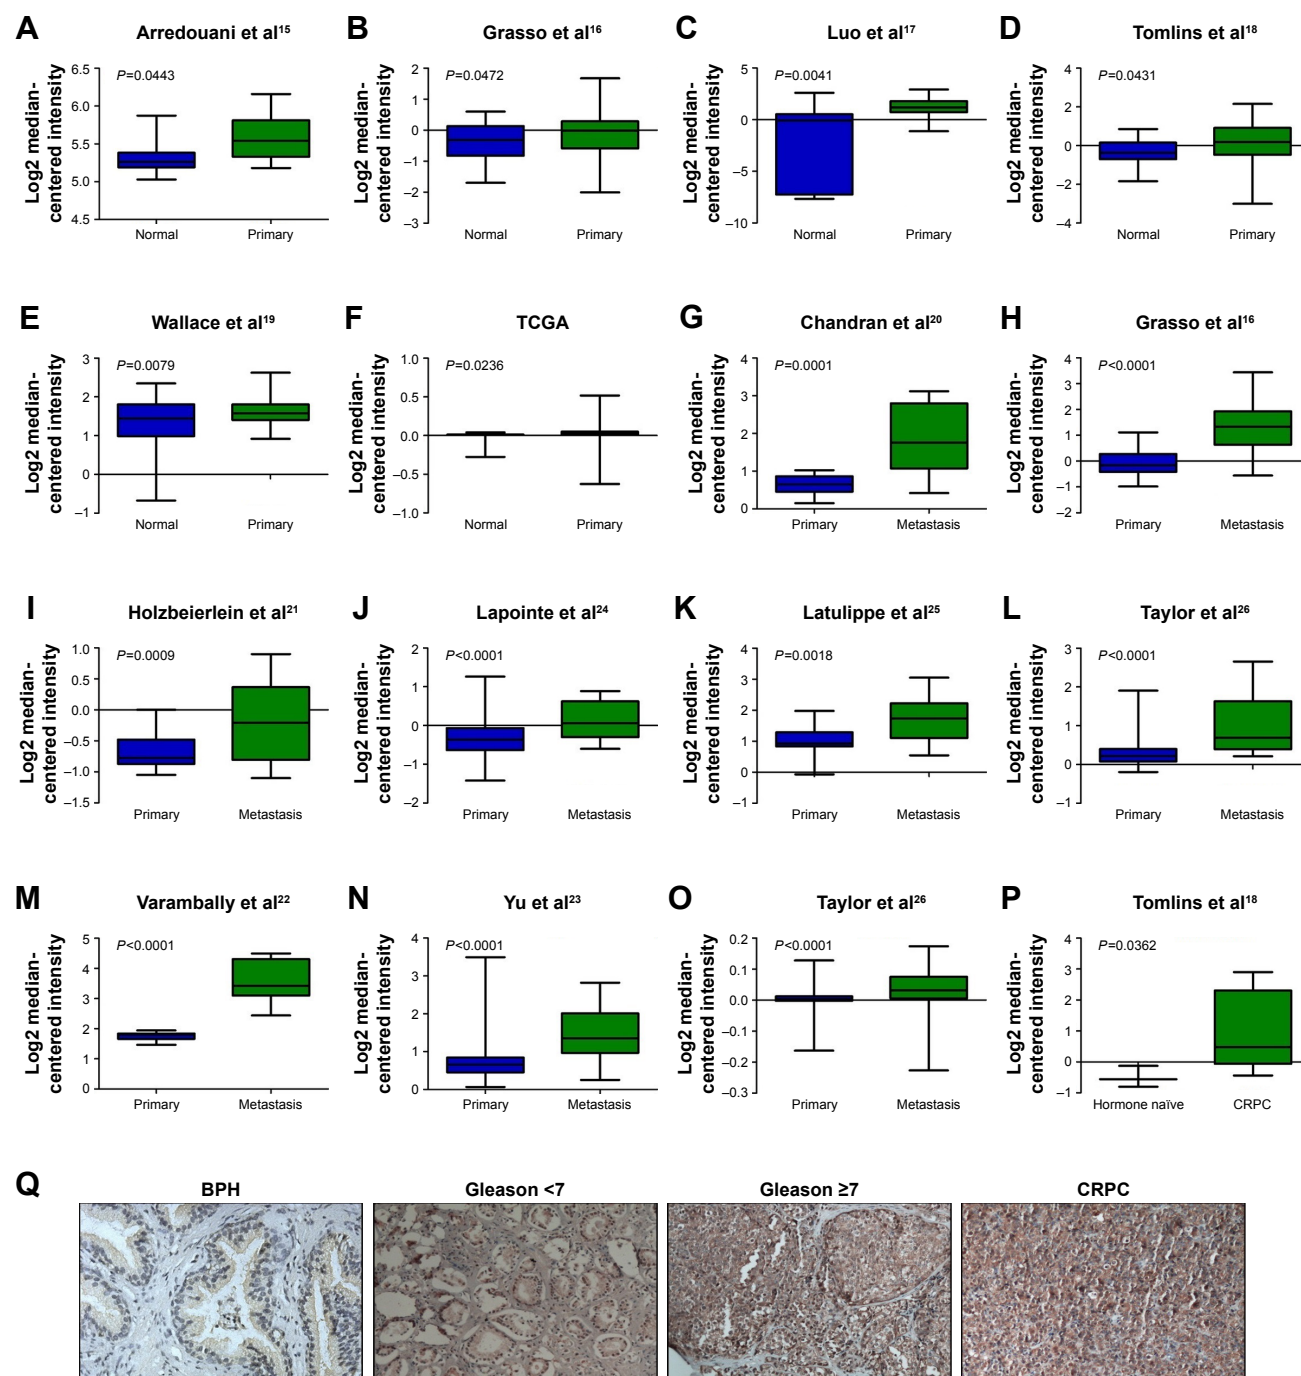 A Arredouani et al15
Log2 median-
centered intensity
P=0.0443
6.5
6.0
5.5
5.0
4.5
Normal Primary
B Grasso et al16
Log2 median-
centered intensity
P=0.0472
2
1
0
–1
–2
–3
Normal Primary
C Luo et al17
Log2 median-
centered intensity
P=0.0041
5
0
–5
–10
Normal Primary
D Tomlins et al18
Log2 median-
centered intensity
P=0.0431
4
2
0
–2
–4
Normal Primary
E Wallace et al19
Log2 median-
centered intensity
P=0.0079
3
2
1
0
–1
Normal Primary
F TCGA
Log2 median-
centered intensity
P=0.0236
1.0
0.5
0.0
–0.5
–1.0
Normal Primary
G Chandran et al20
Log2 median-
centered intensity
P=0.0001
4
3
2
1
0
Primary Metastasis
H Grasso et al16
Log2 median-
centered intensity
P<0.0001
4
3
2
1
0
–1
–2
Primary Metastasis
I Holzbeierlein et al21
Log2 median-
centered intensity
P=0.0009
1.0
0.5
0.0
–0.5
–1.0
–1.5
Primary Metastasis
J Lapointe et al24
Log2 median-
centered intensity
P<0.0001
2
1
0
–1
–2
Primary Metastasis
K Latulippe et al25
Log2 median-
centered intensity
P=0.0018
4
3
2
1
0
–1
Primary Metastasis
L Taylor et al26
Log2 median-
centered intensity
P<0.0001
3
2
1
0
–1
Primary Metastasis
M Varambally et al22
Log2 median-
centered intensity
P<0.0001
5
4
3
2
1
0
Primary Metastasis
N Yu et al23
Log2 median-
centered intensity
P<0.0001
4
3
2
1
0
Primary Metastasis
O Taylor et al26
Log2 median-
centered intensity
P<0.0001
0.2
0.1
0.0
–0.1
–0.2
–0.3
Primary Metastasis
P Tomlins et al18
Log2 median-
centered intensity
P=0.0362
4
3
2
1
0
–1
Hormone naïve CRPC
Q BPH Gleason <7 Gleason ≥7 CRPC